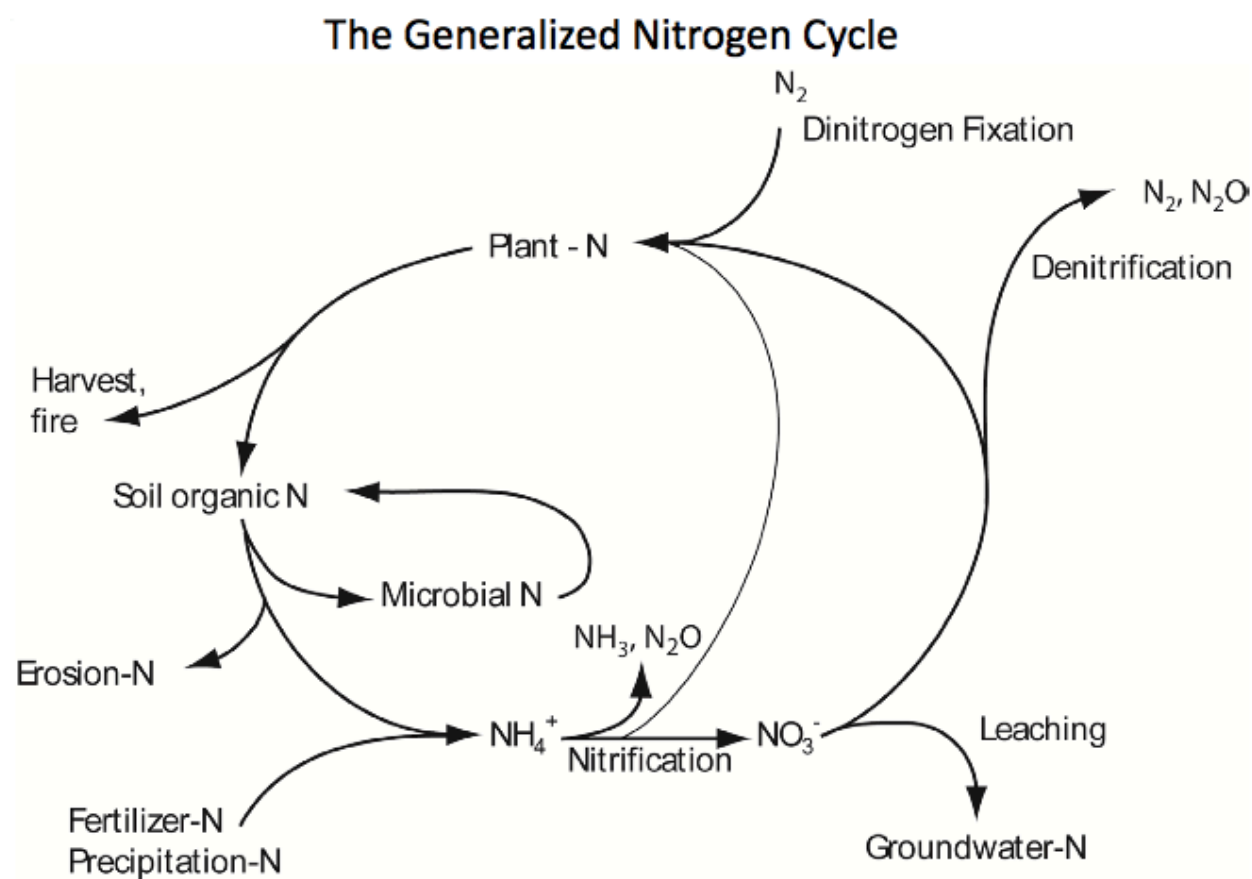 The Generalized Nitrogen Cycle
N₂
Dinitrogen Fixation
N₂, N₂O
Plant - N
Denitrification
Harvest,
fire
Soil organic N
Microbial N
NH₃, N₂O
Erosion-N
NH₄⁺
NO₃⁻
Leaching
Nitrification
Fertilizer-N
Precipitation-N
Groundwater-N